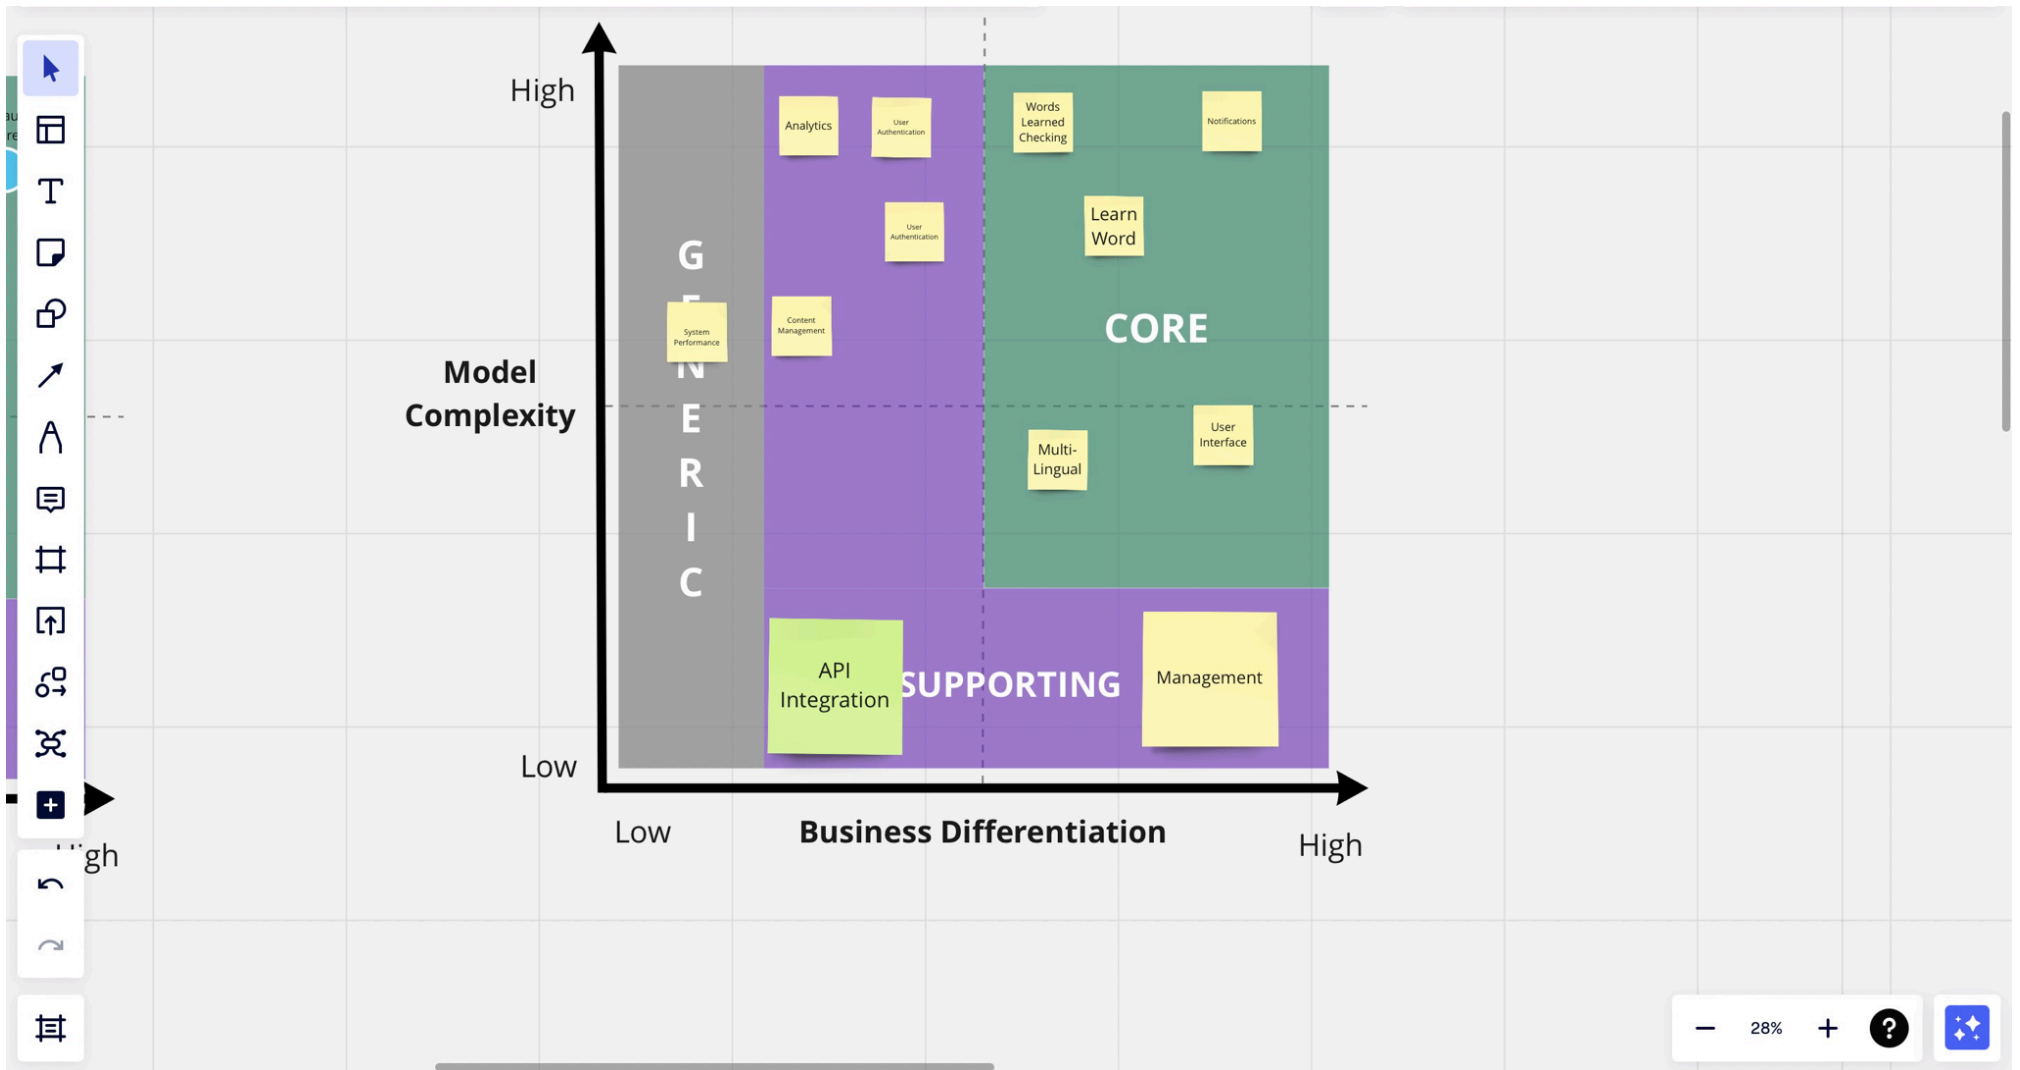 High
Model
Complexity
Low
G
E
N
E
R
I
C
System
Performance
Analytics
User
Authentication
User
Authentication
Content
Management
Words
Learned
Checking
Notifications
Learn
Word
CORE
Multi-
Lingual
User
Interface
API
Integration
SUPPORTING
Management
Low
Business Differentiation
High
High
28%